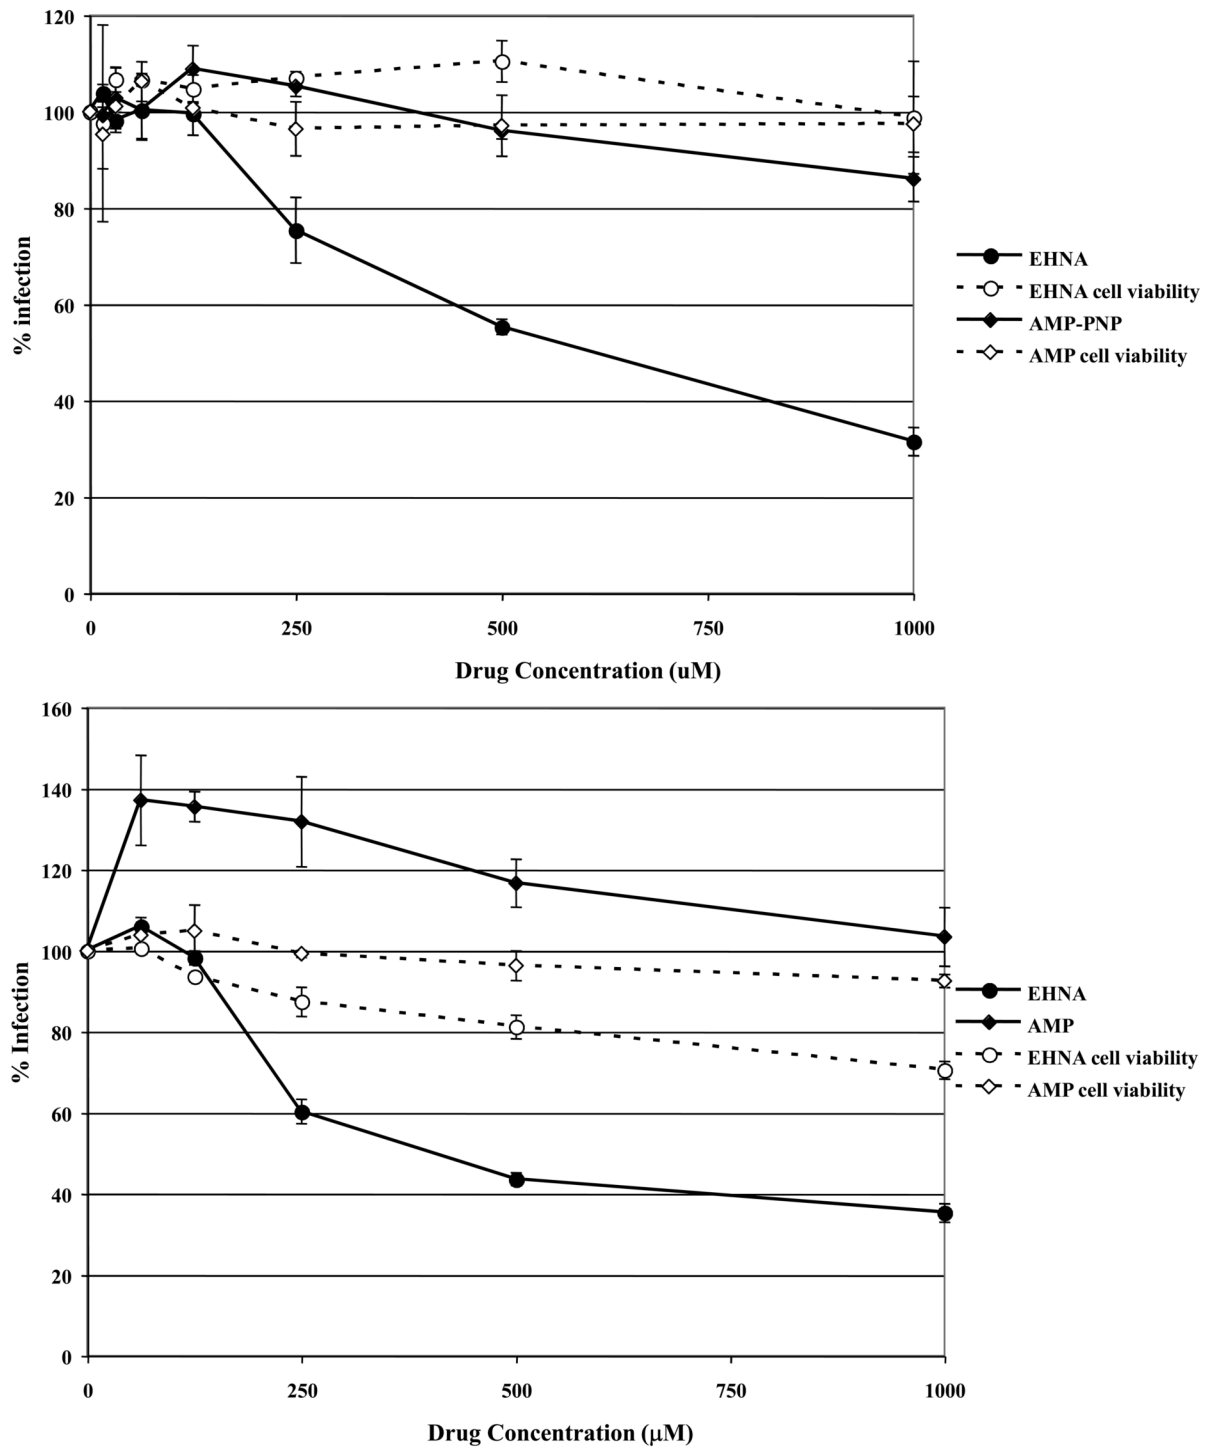 120
100
80
60
40
20
0
% infection
0 250 500 750 1000
Drug Concentration (uM)
EHNA
EHNA cell viability
AMP-PNP
AMP cell viability
160
140
120
100
80
60
40
20
0
% Infection
0 250 500 750 1000
Drug Concentration (μM)
EHNA
AMP
EHNA cell viability
AMP cell viability